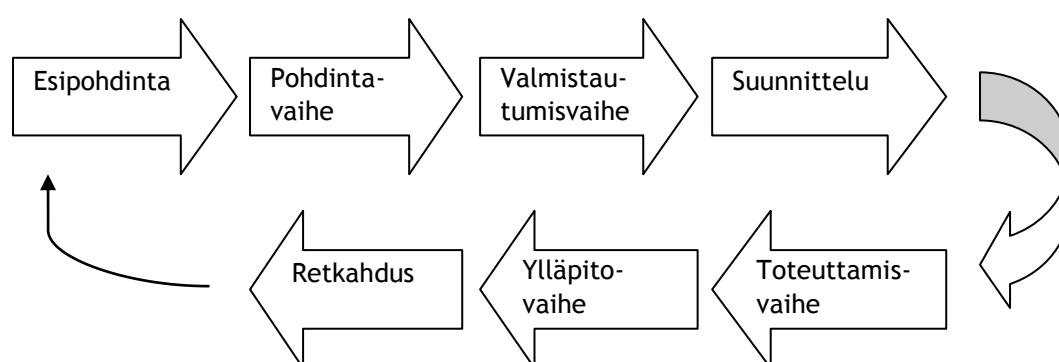 Esipohdinta
Pohdinta-
vaihe
Valmistau-
tumisvaihe
Suunnittelu
Toteuttamis-
vaihe
Ylläpito-
vaihe
Retkahdus